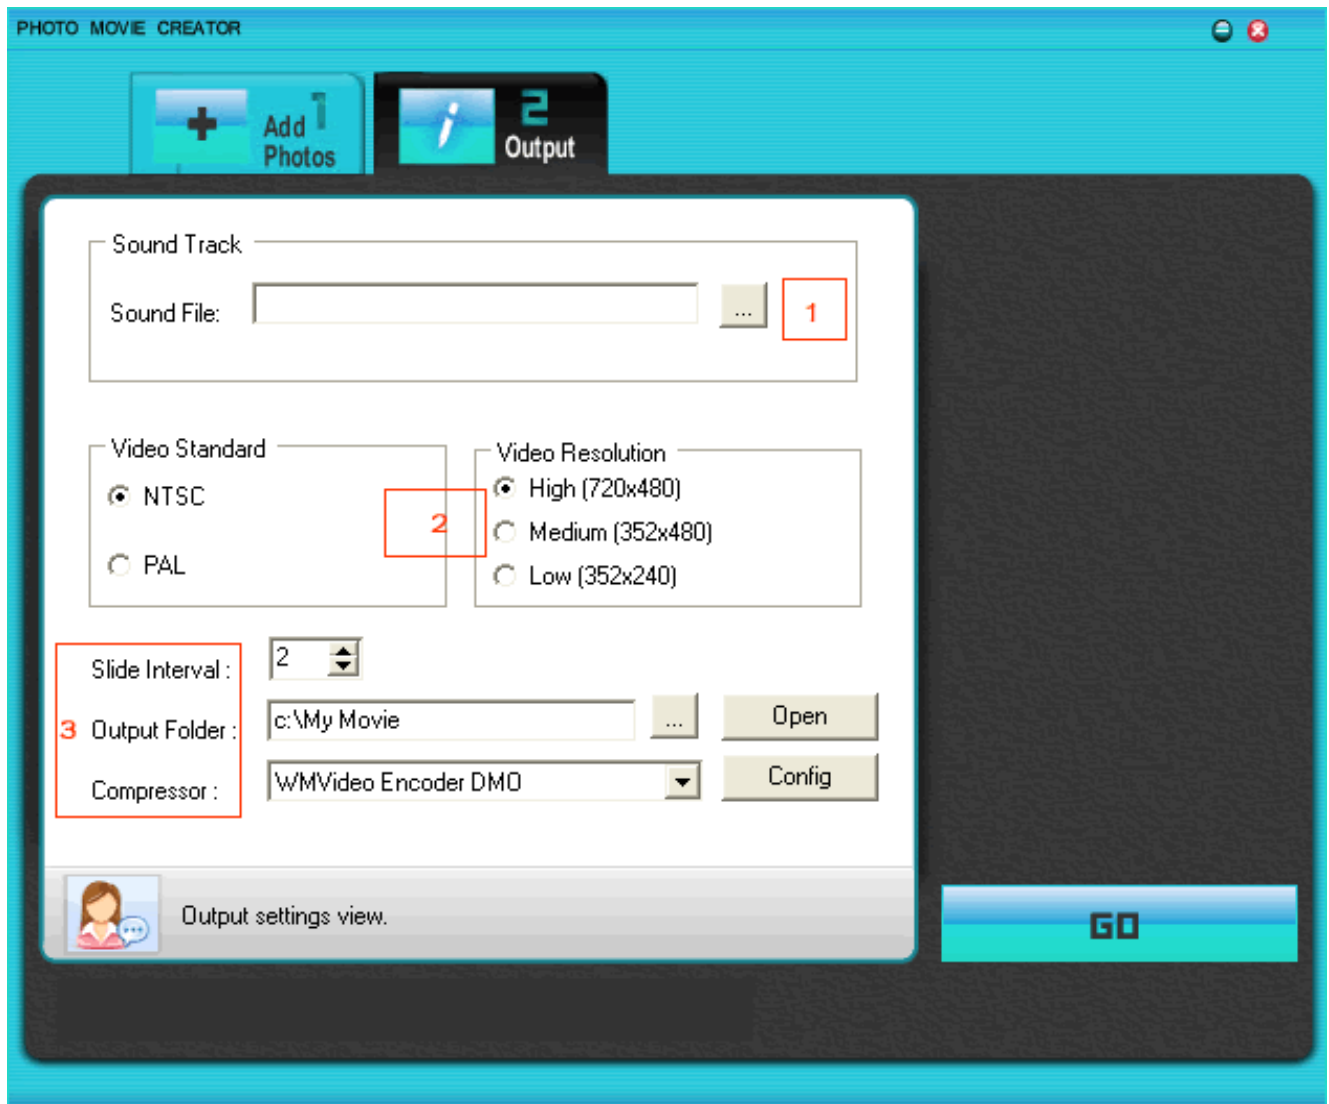 PHOTO MOVIE CREATOR
1
Add
Photos
2
Output
Sound Track
Sound File:
...
1
Video Standard
NTSC
PAL
2
Video Resolution
High (720x480)
Medium (352x480)
Low (352x240)
3
Slide Interval :
2
Output Folder :
c:\My Movie
...
Open
Compressor :
WMVideo Encoder DMO
Config
Output settings view.
GO